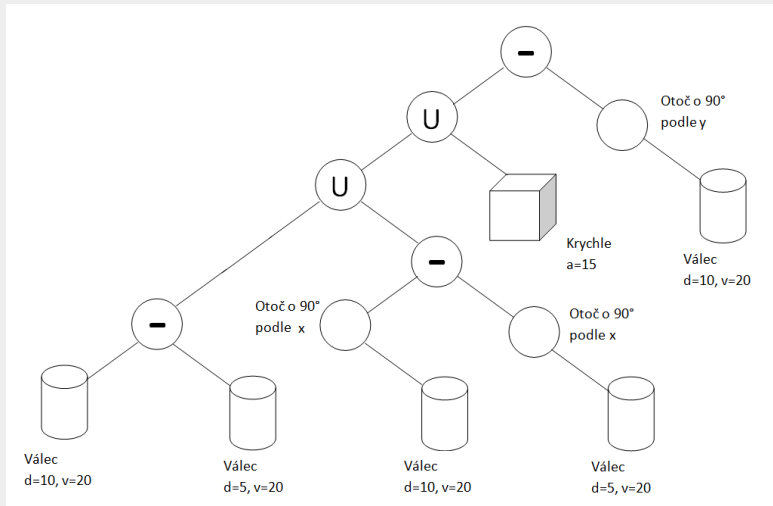 -
Otoč o 90°
podle y
U
U
Krychle
a=15
Válec
d=10, v=20
-
Otoč o 90°
podle x
Otoč o 90°
podle x
-
Válec
d=10, v=20
Válec
d=5, v=20
Válec
d=10, v=20
Válec
d=5, v=20